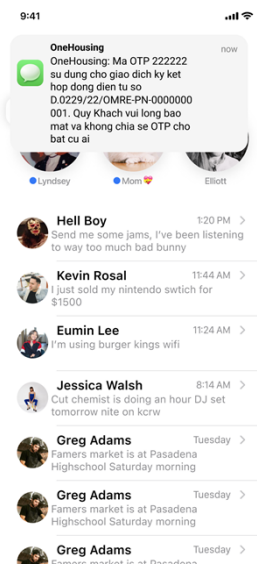 9:41
OneHousing
now
OneHousing: Ma OTP 222222
su dung cho giao dich ky ket
hop dong dien tu so
D.0229/22/OMRE-PN-0000000
001. Quy Khach vui long bao
mat va khong chia se OTP cho
bat cu ai
Lyndsey
Mom 💝
Elliott
Hell Boy
1:20 PM
Send me some jams, I've been listening
to way too much bad bunny
Kevin Rosal
11:44 AM
I just sold my nintendo swtich for
$1500
Eumin Lee
11:24 AM
I'm using burger kings wifi
Jessica Walsh
8:14 AM
Cut chemist is doing an hour DJ set
tomorrow nite on kcrw
Greg Adams
Tuesday
Famers market is at Pasadena
Highschool Saturday morning
Greg Adams
Tuesday
Famers market is at Pasadena
Highschool Saturday morning
Greg Adams
Tuesday
Famers market is at Pasadena